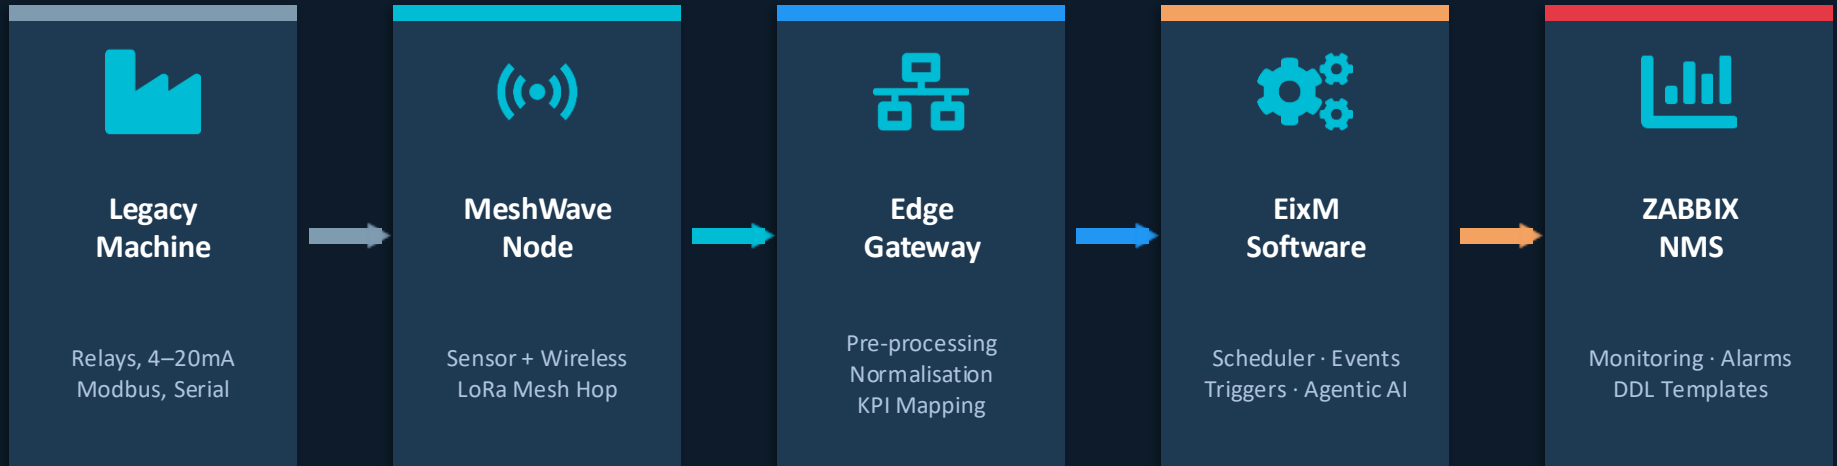 Legacy
Machine
Relays, 4–20mA
Modbus, Serial
MeshWave
Node
Sensor + Wireless
LoRa Mesh Hop
Edge
Gateway
Pre-processing
Normalisation
KPI Mapping
EixM
Software
Scheduler · Events
Triggers · Agentic AI
ZABBIX
NMS
Monitoring · Alarms
DDL Templates